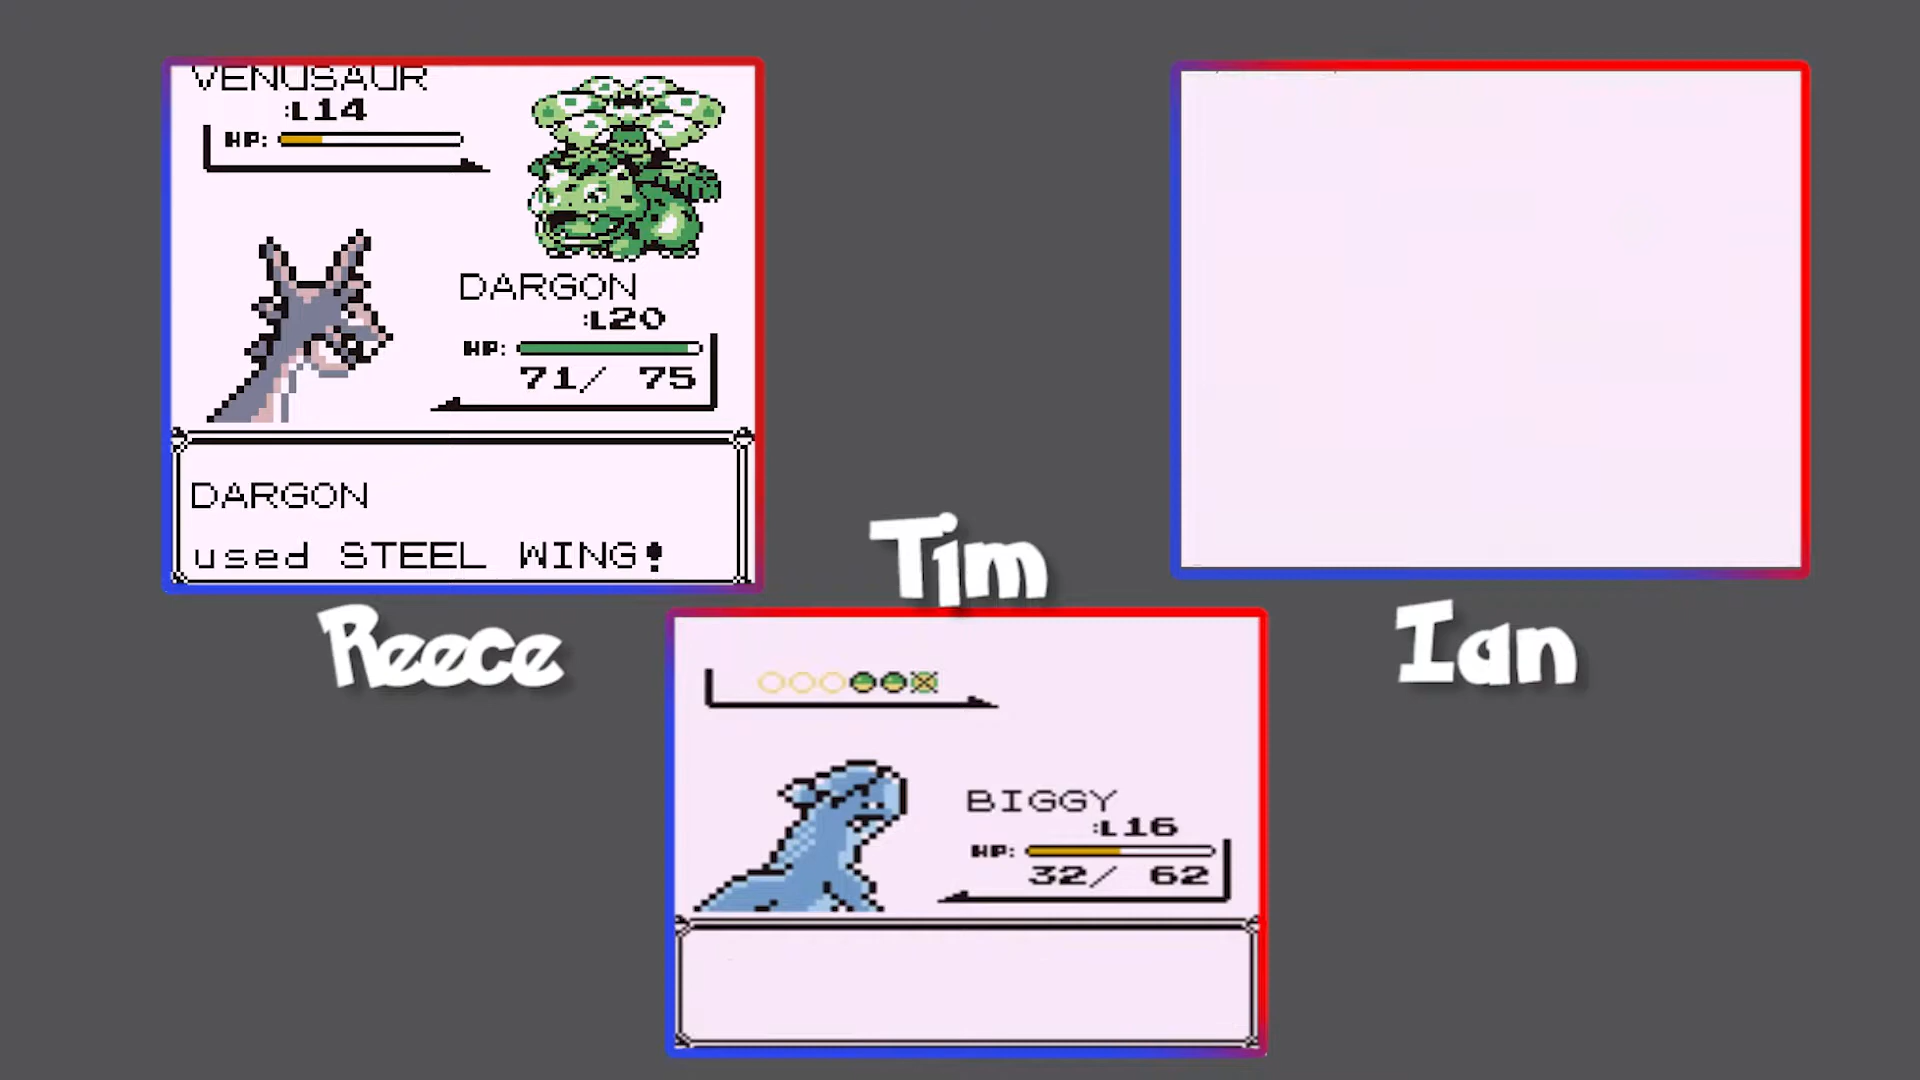 VENUSAUR
:L14
HP:
DARGON
:L20
HP:
71/ 75
DARGON
used STEEL WING!
Reece
Tim
Ian
BIGGY
:L16
HP:
32/ 62